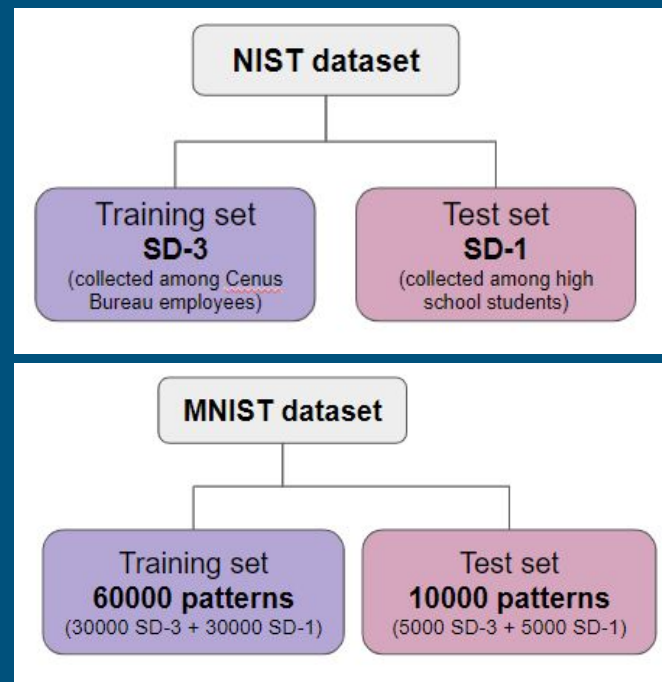 NIST dataset
Training set
SD-3
(collected among Cenus
Bureau employees)
Test set
SD-1
(collected among high
school students)
MNIST dataset
Training set
60000 patterns
(30000 SD-3 + 30000 SD-1)
Test set
10000 patterns
(5000 SD-3 + 5000 SD-1)